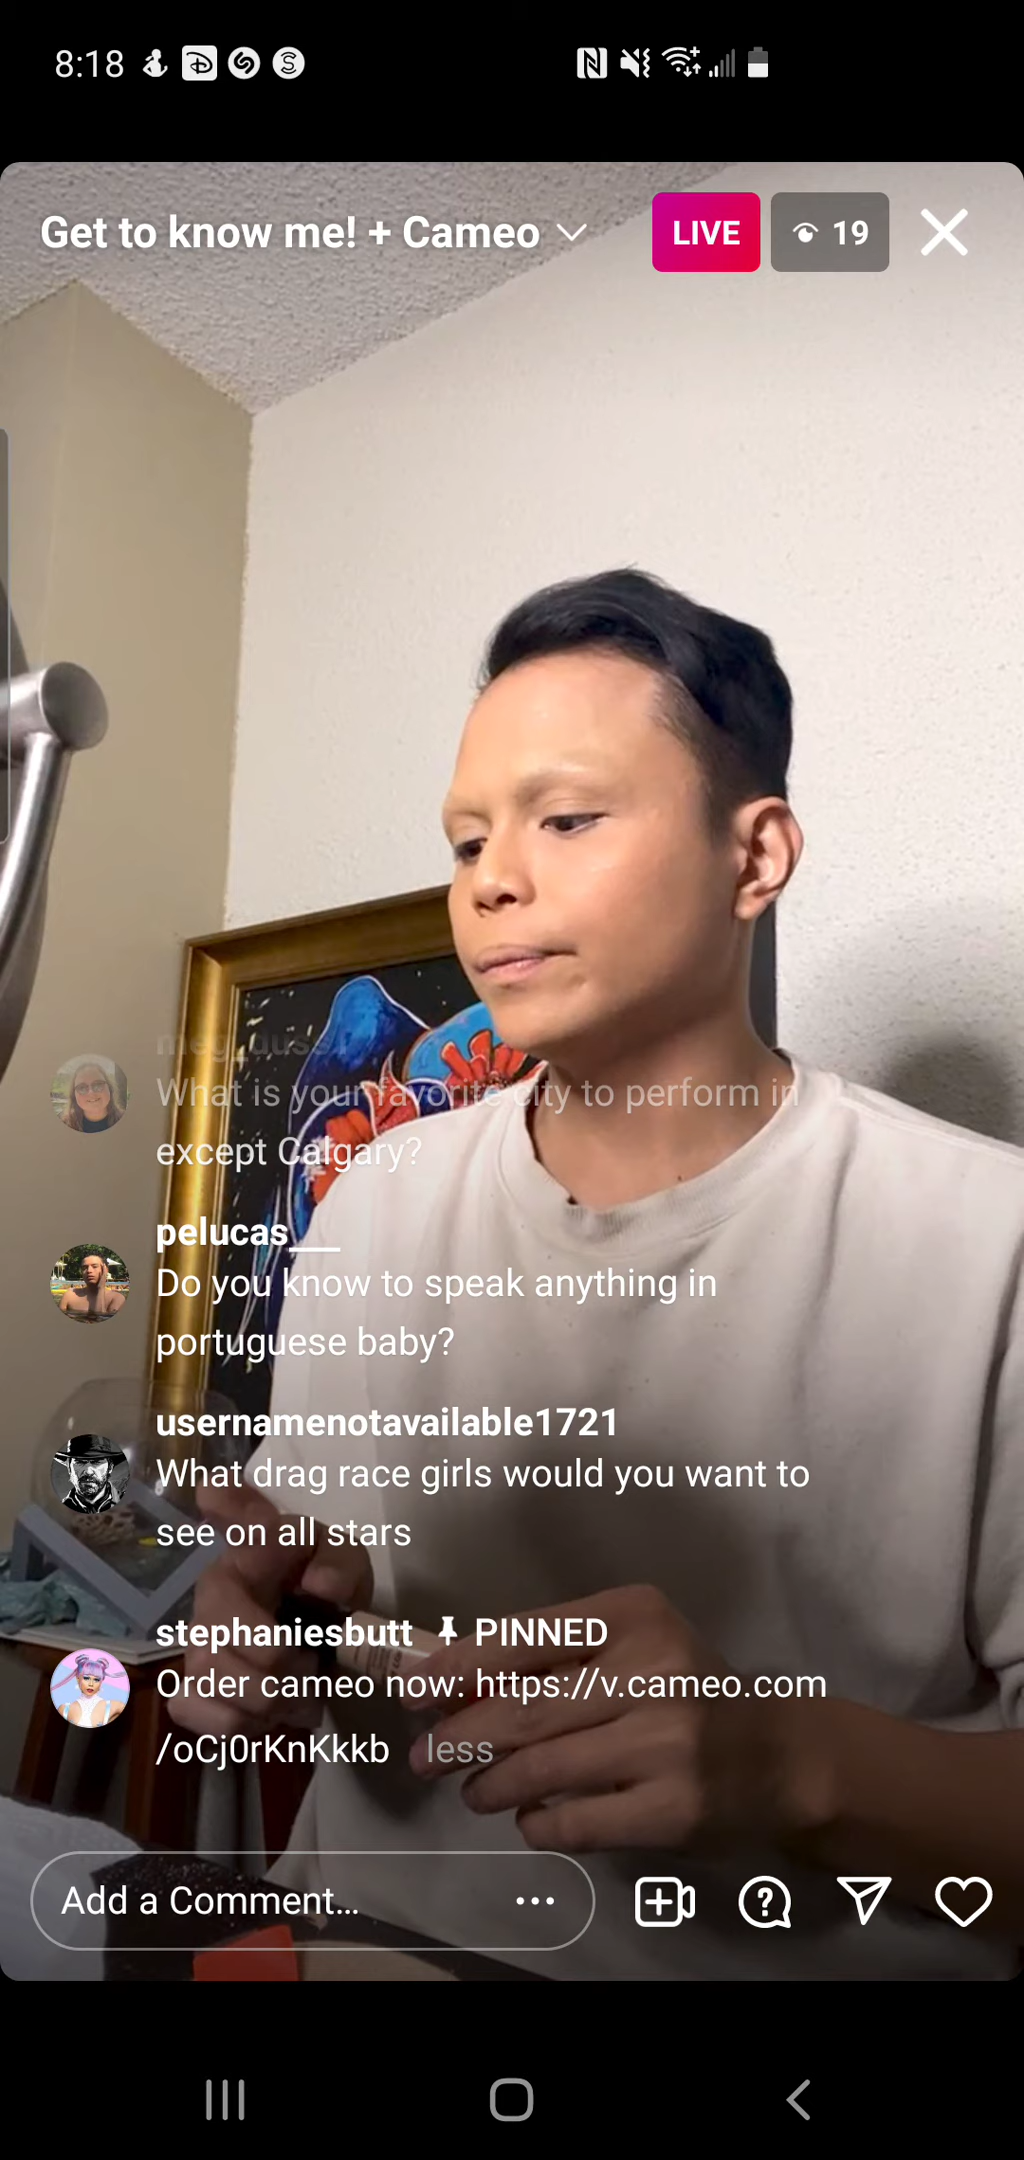 8:18
Get to know me! + Cameo
LIVE
19
What is your favorite city to perform in
except Calgary?
pelucas___
Do you know to speak anything in
portuguese baby?
usernamenotavailable1721
What drag race girls would you want to
see on all stars
stephaniesbutt PINNED
Order cameo now: https://v.cameo.com
/oCj0rKnKkkb less
Add a Comment...